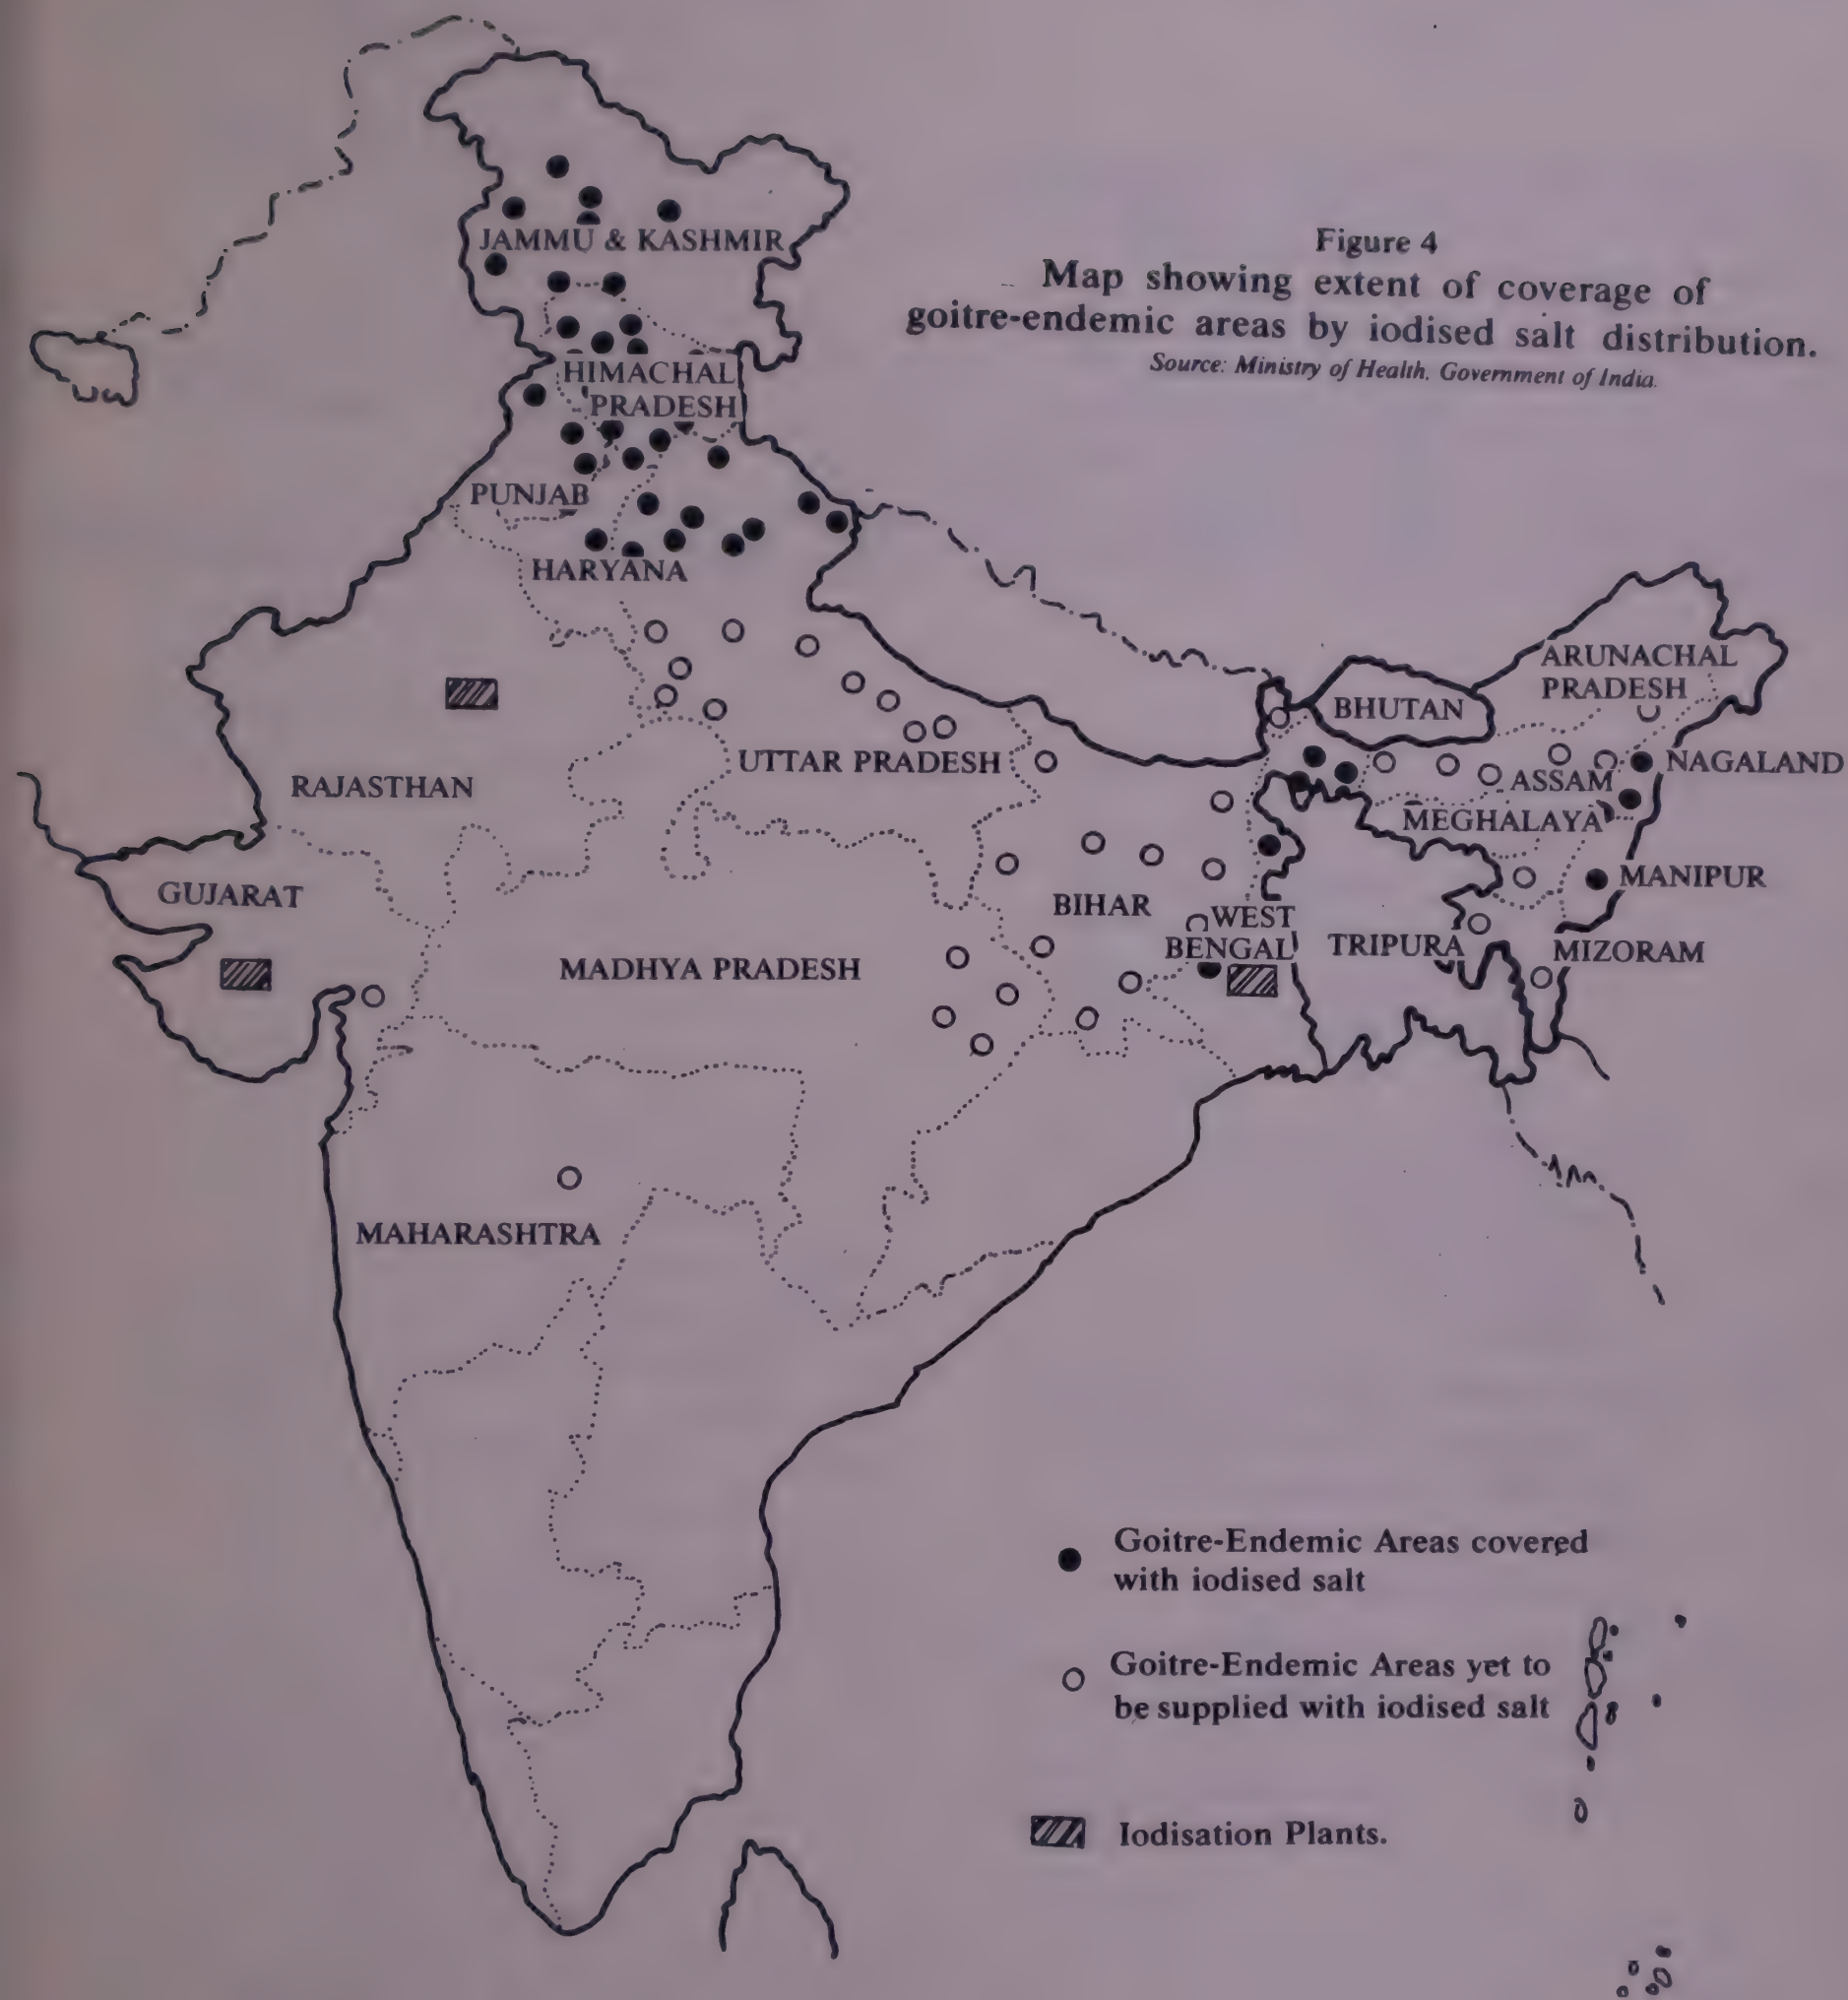 Figure 4
Map showing extent of coverage of
goitre-endemic areas by iodised salt distribution.
Source: Ministry of Health, Government of India.
JAMMU & KASHMIR
HIMACHAL
PRADESH
PUNJAB
HARYANA
ARUNACHAL
PRADESH
BHUTAN
UTTAR PRADESH
NAGALAND
RAJASTHAN
ASSAM
MEGHALAYA
GUJARAT
MANIPUR
BIHAR
WEST
BENGAL
TRIPURA
MIZORAM
MADHYA PRADESH
MAHARASHTRA
Goitre-Endemic Areas covered
with iodised salt
Goitre-Endemic Areas yet to
be supplied with iodised salt
Iodisation Plants.